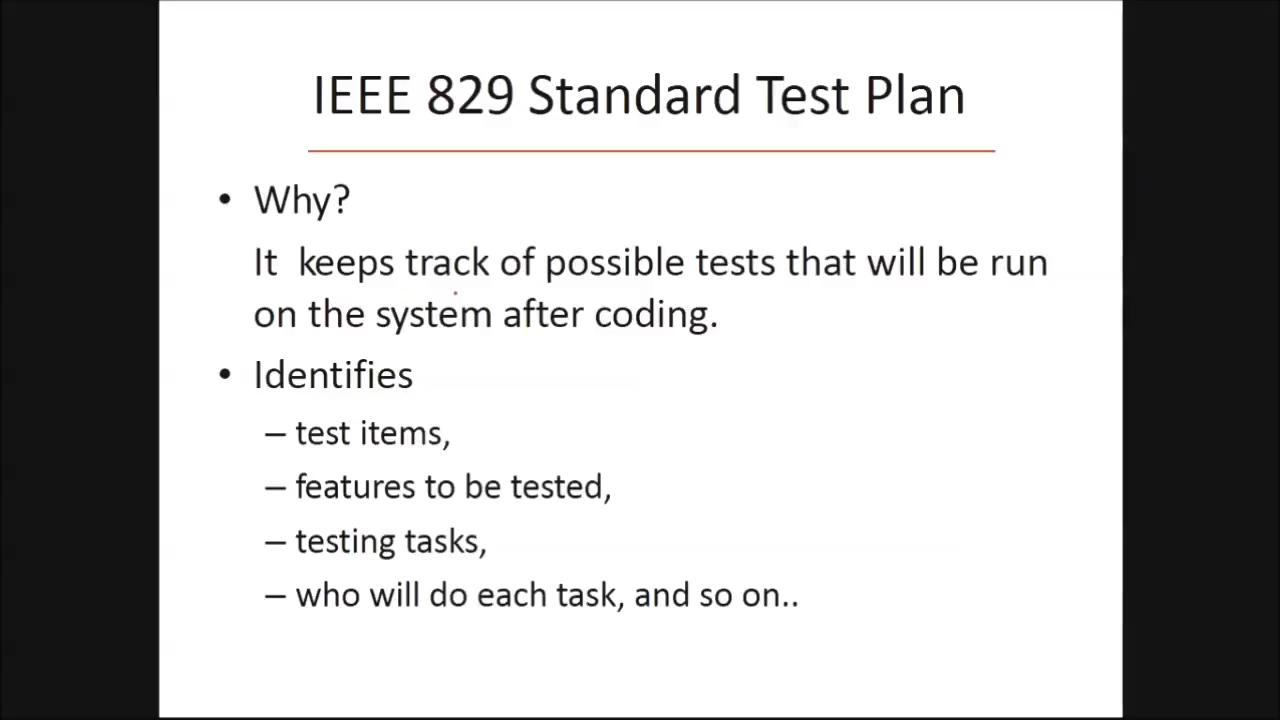 IEEE 829 Standard Test Plan
• Why?
It keeps track of possible tests that will be run
on the system after coding.
• Identifies
– test items,
– features to be tested,
– testing tasks,
– who will do each task, and so on..